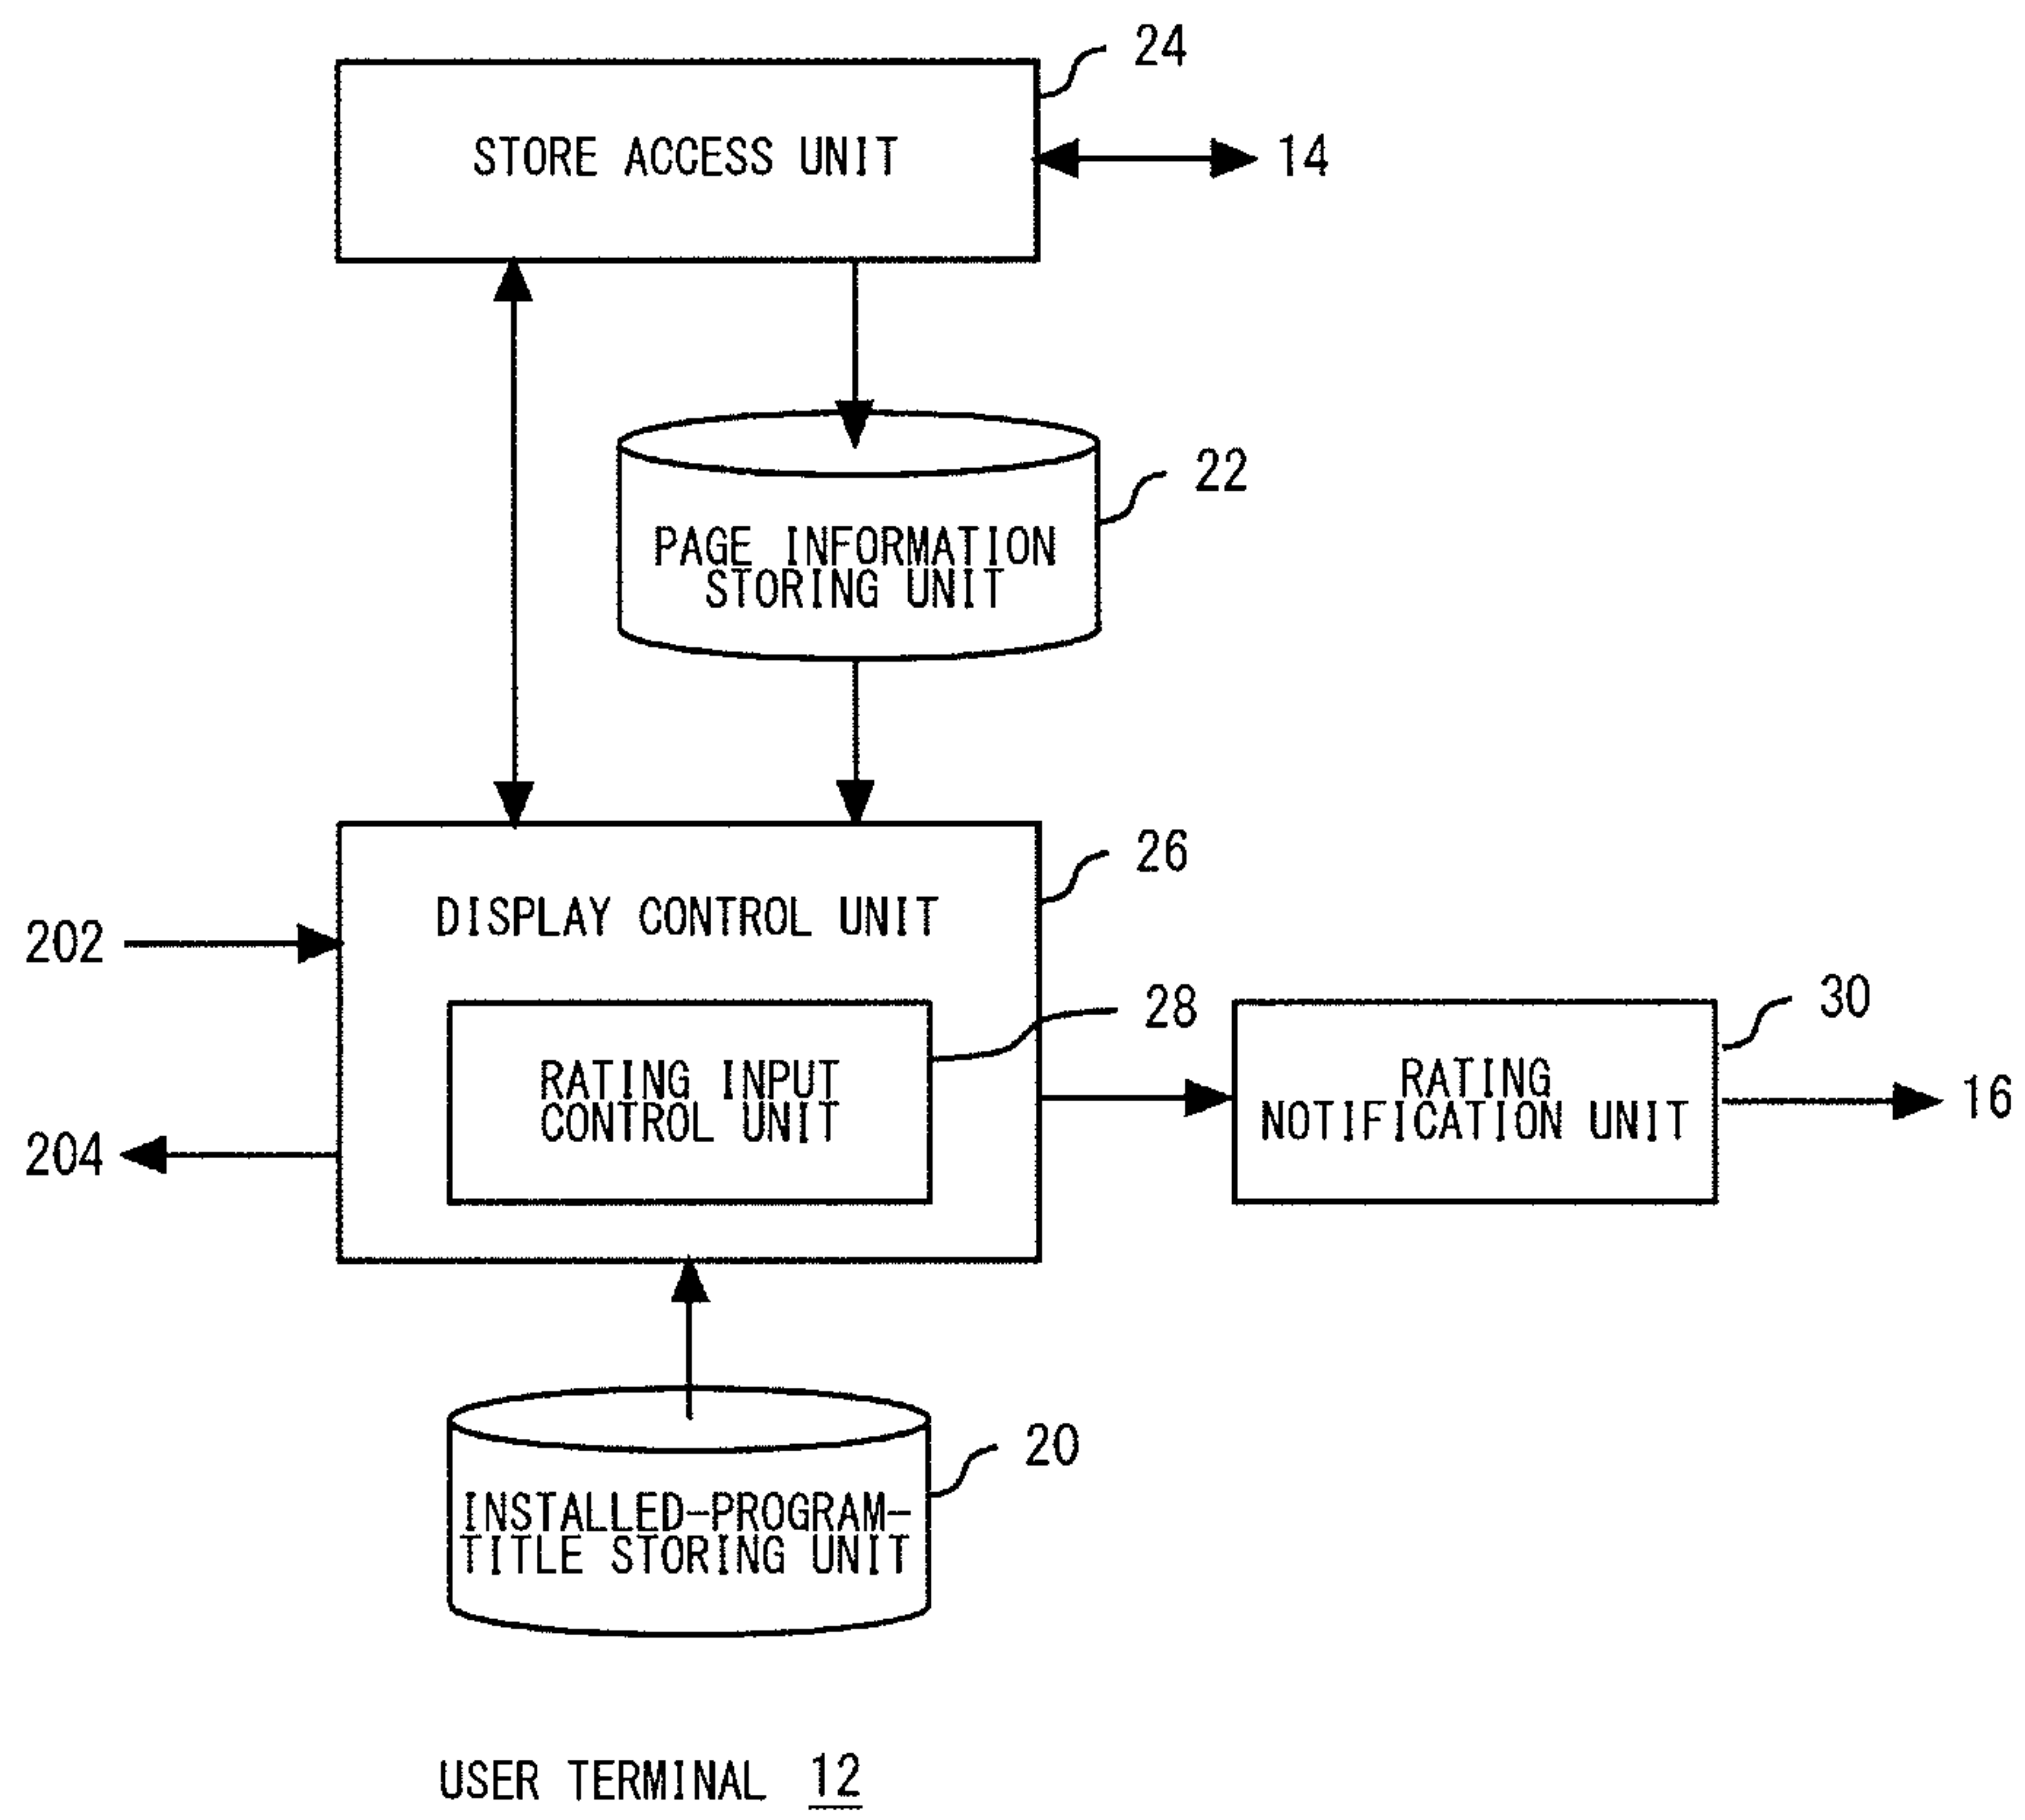 24
STORE ACCESS UNIT
14
22
PAGE INFORMATION
STORING UNIT
26
DISPLAY CONTROL UNIT
202
28
30
RATING INPUT
CONTROL UNIT
RATING
NOTIFICATION UNIT
16
204
20
INSTALLED-PROGRAM-
TITLE STORING UNIT
USER TERMINAL 12